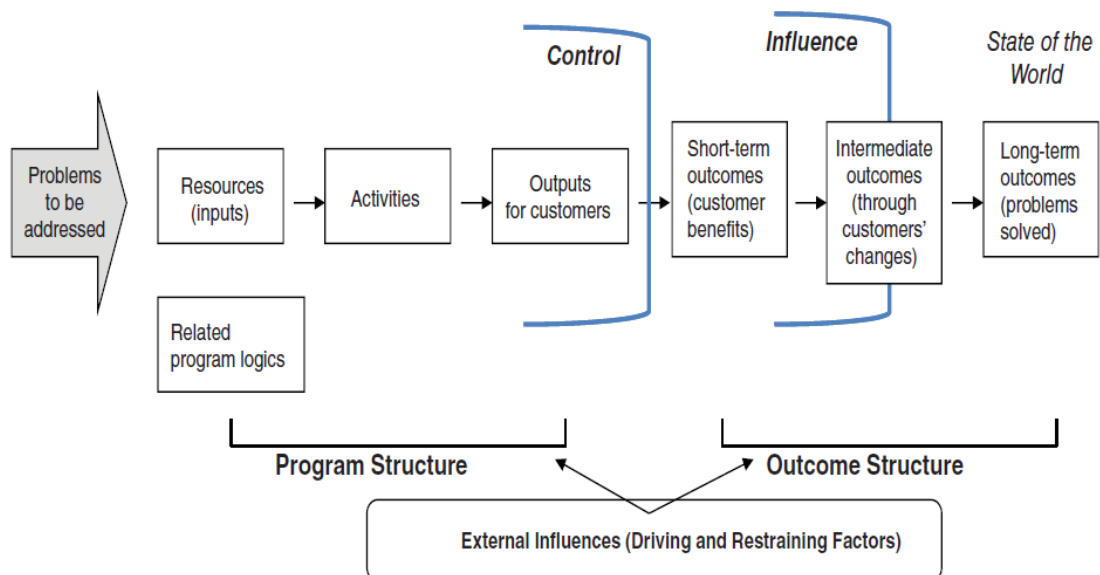 Control
Influence
State of the
World
Problems
to be
addressed
Resources
(inputs)
Activities
Outputs
for customers
Short-term
outcomes
(customer
benefits)
Intermediate
outcomes
(through
customers’
changes)
Long-term
outcomes
(problems
solved)
Related
program logics
Program Structure
Outcome Structure
External Influences (Driving and Restraining Factors)